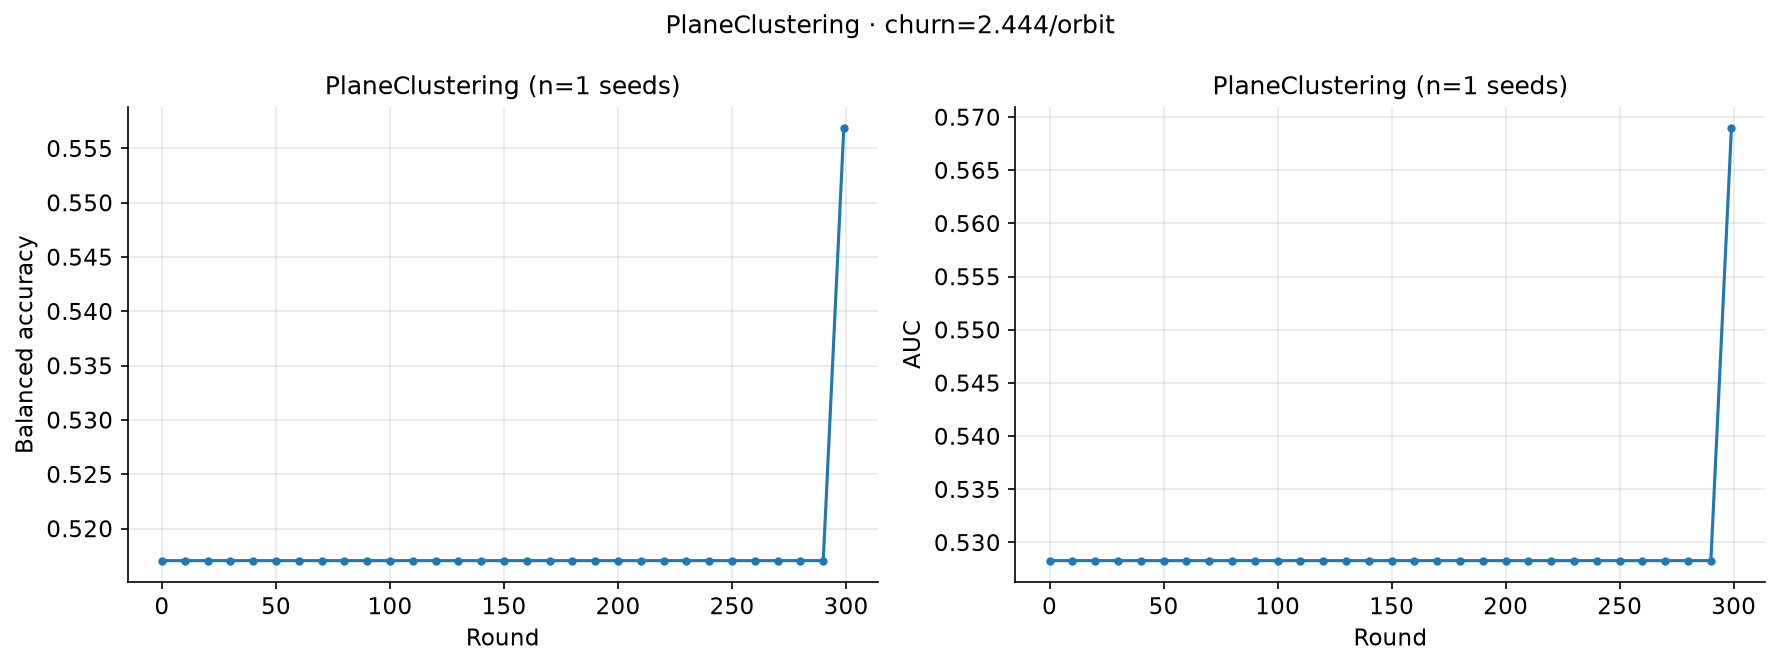 PlaneClustering · churn=2.444/orbit
PlaneClustering (n=1 seeds)
Balanced accuracy
0.555
0.550
0.545
0.540
0.535
0.530
0.525
0.520
0 50 100 150 200 250 300
Round
PlaneClustering (n=1 seeds)
AUC
0.570
0.565
0.560
0.555
0.550
0.545
0.540
0.535
0.530
0 50 100 150 200 250 300
Round